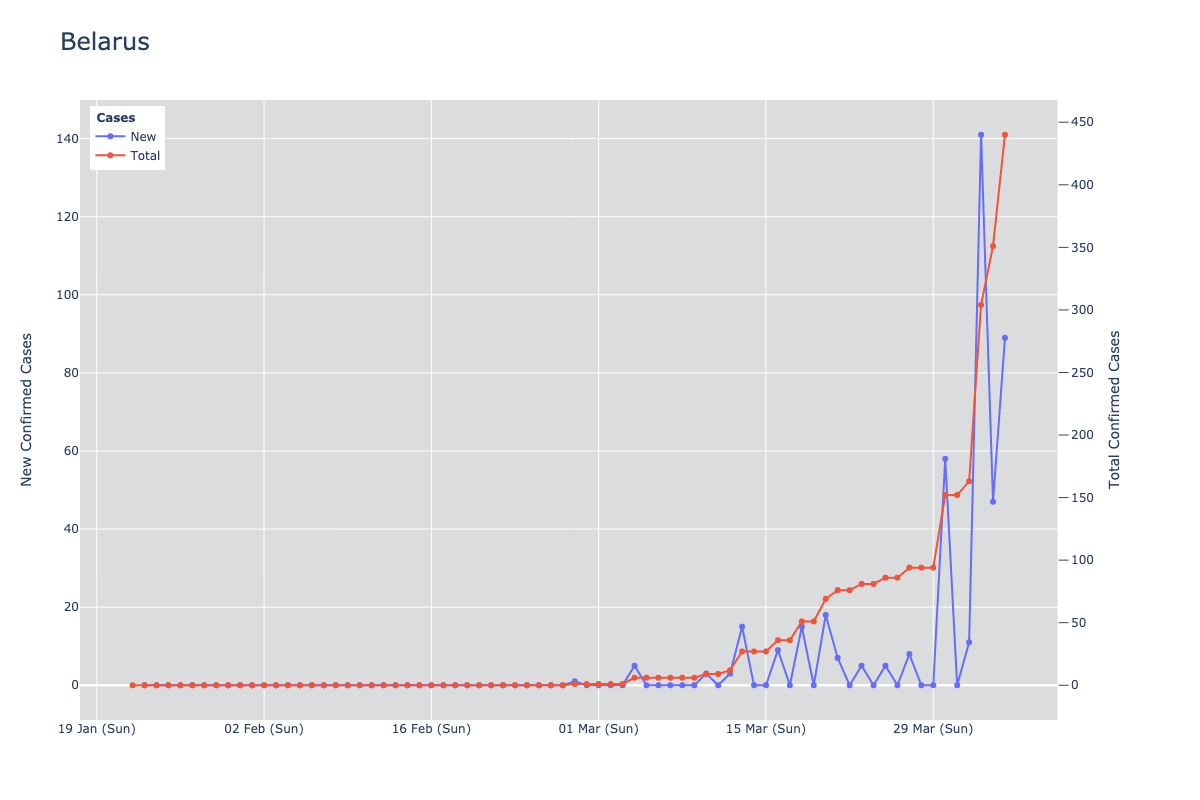 Belarus
Cases
New
Total
140
120
100
80
60
40
20
0
New Confirmed Cases
450
400
350
300
250
200
150
100
50
0
Total Confirmed Cases
19 Jan (Sun)
02 Feb (Sun)
16 Feb (Sun)
01 Mar (Sun)
15 Mar (Sun)
29 Mar (Sun)